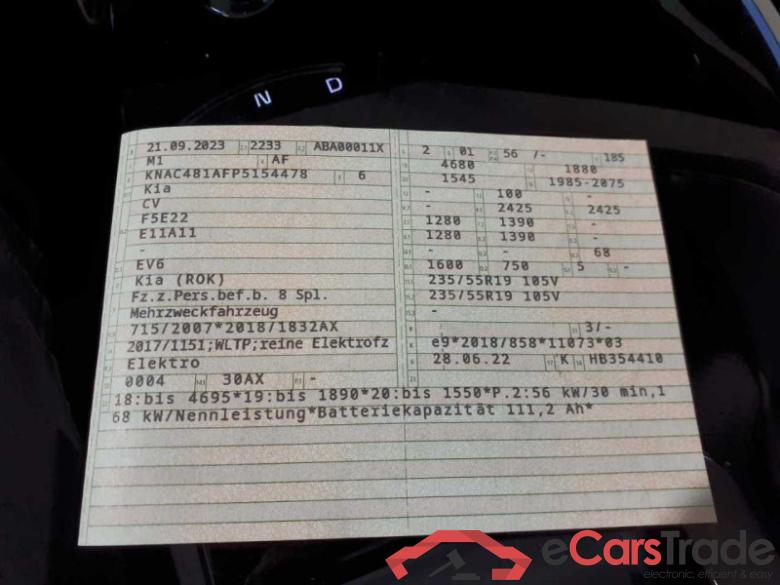 N D
21.09.2023 2233 ABA00011X
M1 AF
KNAC481AFP5154478 6
Kia
CV
F5E22
E11A11
-
EV6
Kia (ROK)
Fz.z.Pers.bef.b. 8 Spl.
Mehrzweckfahrzeug
715/2007*2018/1832AX
2017/1151;WLTP;reine Elektrofz
Elektro
0004 30AX -
2 01 56 /- 185
4680 1880
1545 1985-2075
- 100 -
- 2425 2425
1280 1390 -
1280 1390 -
- - 68
1600 750 5 -
235/55R19 105V
235/55R19 105V
-
3/-
e9*2018/858*11073*03
28.06.22 K HB354410
18:bis 4695*19:bis 1890*20:bis 1550*P.2:56 kW/30 min,1
68 kW/Nennleistung*Batteriekapazität 111,2 Ah*
eCarsTrade
electronic, efficient & easy